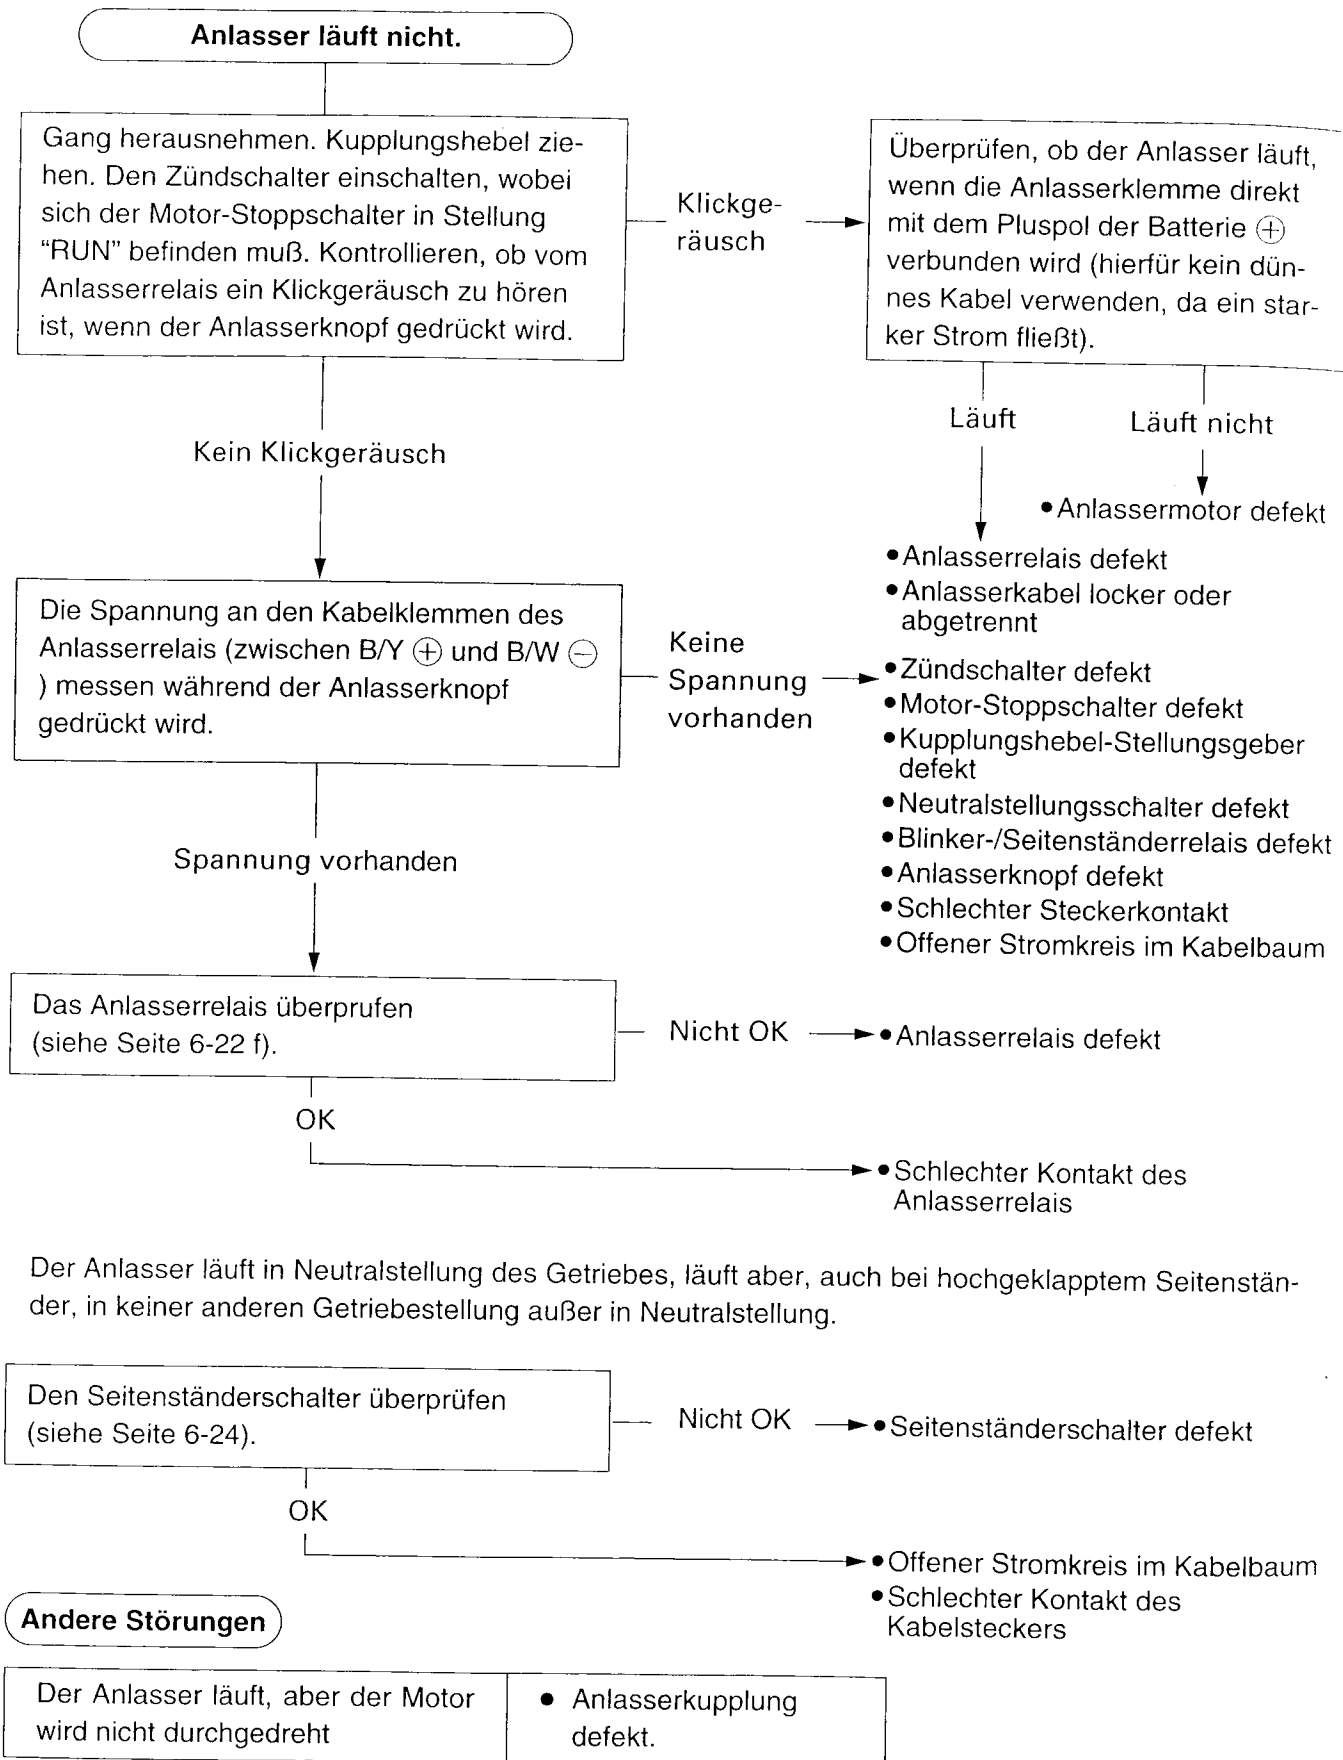 Anlasser läuft nicht.
Gang herausnehmen. Kupplungshebel zie-
hen. Den Zündschalter einschalten, wobei
sich der Motor-Stoppschalter in Stellung
“RUN” befinden muß. Kontrollieren, ob vom
Anlasserrelais ein Klickgeräusch zu hören
ist, wenn der Anlasserknopf gedrückt wird.
Klickge-
räusch
Überprüfen, ob der Anlasser läuft,
wenn die Anlasserklemme direkt
mit dem Pluspol der Batterie ⊕
verbunden wird (hierfür kein dün-
nes Kabel verwenden, da ein star-
ker Strom fließt).
Läuft
Läuft nicht
• Anlassermotor defekt
• Anlasserrelais defekt
• Anlasserkabel locker oder
abgetrennt
Kein Klickgeräusch
Die Spannung an den Kabelklemmen des
Anlasserrelais (zwischen B/Y ⊕ und B/W ⊖
) messen während der Anlasserknopf
gedrückt wird.
Keine
Spannung
vorhanden
• Zündschalter defekt
• Motor-Stoppschalter defekt
• Kupplungshebel-Stellungsgeber
defekt
• Neutralstellungsschalter defekt
• Blinker-/Seitenständerrelais defekt
• Anlasserknopf defekt
• Schlechter Steckerkontakt
• Offener Stromkreis im Kabelbaum
Spannung vorhanden
Das Anlasserrelais überprufen
(siehe Seite 6-22 f).
Nicht OK
• Anlasserrelais defekt
OK
• Schlechter Kontakt des
Anlasserrelais
Der Anlasser läuft in Neutralstellung des Getriebes, läuft aber, auch bei hochgeklapptem Seitenstän-
der, in keiner anderen Getriebestellung außer in Neutralstellung.
Den Seitenständerschalter überprüfen
(siehe Seite 6-24).
Nicht OK
• Seitenständerschalter defekt
OK
• Offener Stromkreis im Kabelbaum
• Schlechter Kontakt des
Kabelsteckers
Andere Störungen
Der Anlasser läuft, aber der Motor
wird nicht durchgedreht
• Anlasserkupplung
defekt.